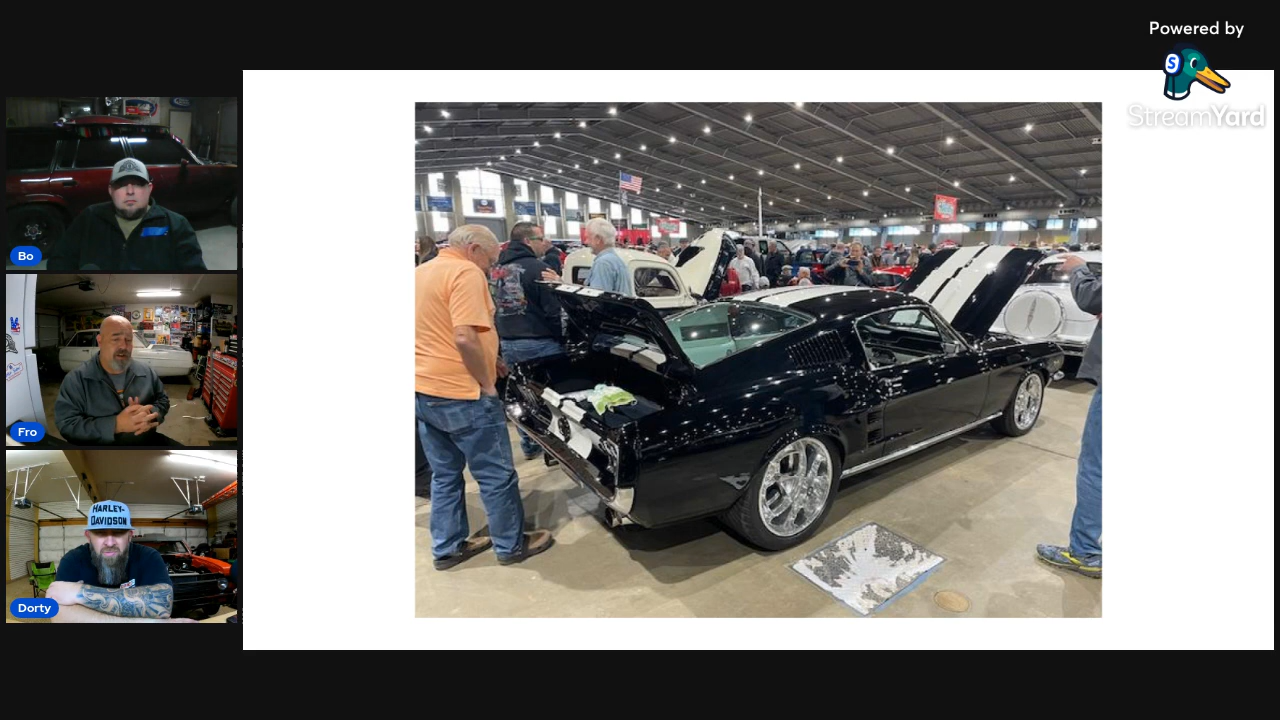 Powered by
S
StreamYard
Bo
Fro
HARLEY-
DAVIDSON
Dorty